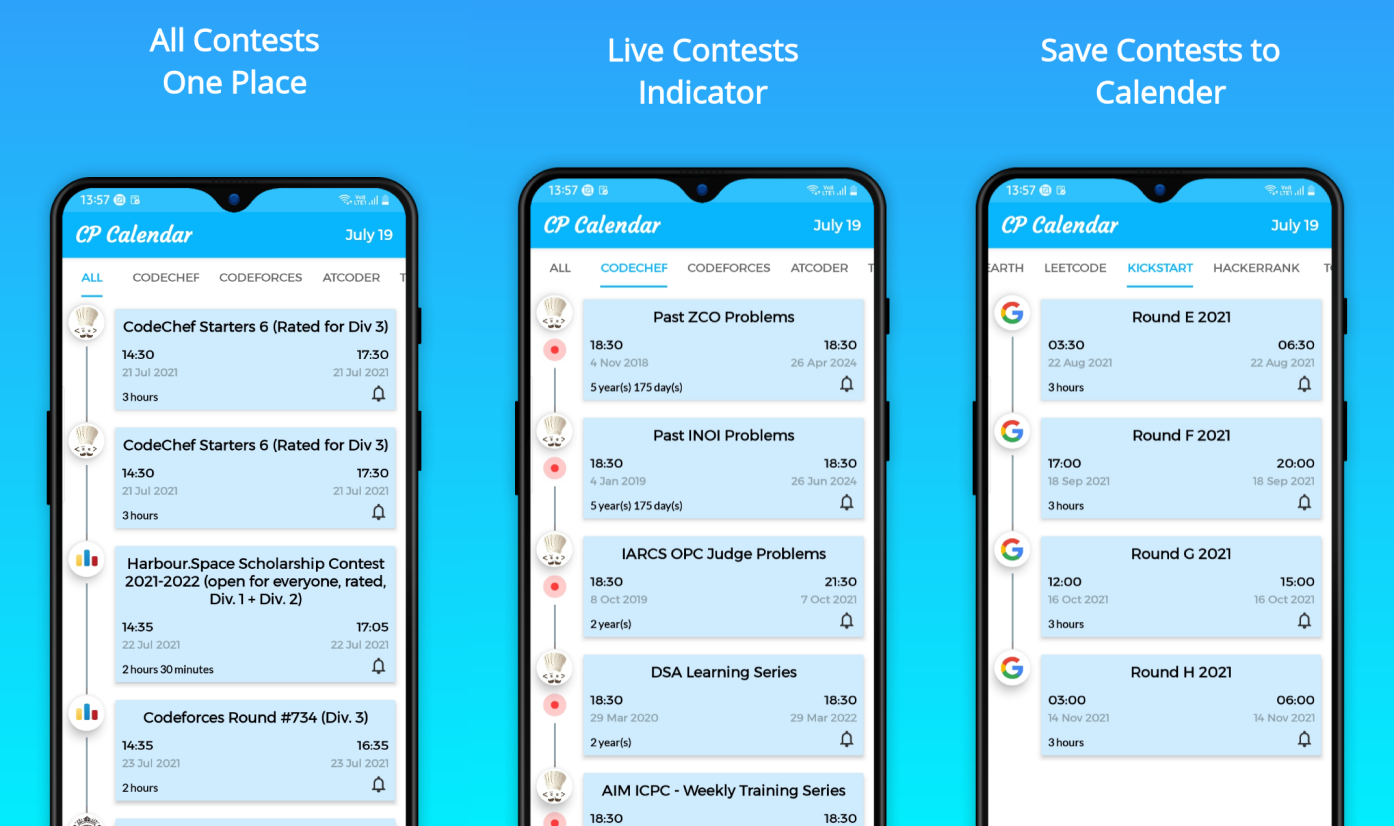 All Contests
One Place
13:57
CP Calendar
July 19
ALL CODECHEF CODEFORCES ATCODER T
CodeChef Starters 6 (Rated for Div 3)
14:30 17:30
21 Jul 2021 21 Jul 2021
3 hours
CodeChef Starters 6 (Rated for Div 3)
14:30 17:30
21 Jul 2021 21 Jul 2021
3 hours
Harbour.Space Scholarship Contest
2021-2022 (open for everyone, rated,
Div. 1 + Div. 2)
14:35 17:05
22 Jul 2021 22 Jul 2021
2 hours 30 minutes
Codeforces Round #734 (Div. 3)
14:35 16:35
23 Jul 2021 23 Jul 2021
2 hours
Live Contests
Indicator
13:57
CP Calendar
July 19
ALL CODECHEF CODEFORCES ATCODER T
Past ZCO Problems
18:30 18:30
4 Nov 2018 26 Apr 2024
5 year(s) 175 day(s)
Past INOI Problems
18:30 18:30
4 Jan 2019 26 Jun 2024
5 year(s) 175 day(s)
IARCS OPC Judge Problems
18:30 21:30
8 Oct 2019 7 Oct 2021
2 year(s)
DSA Learning Series
18:30 18:30
29 Mar 2020 29 Mar 2022
2 year(s)
AIM ICPC - Weekly Training Series
18:30 18:30
Save Contests to
Calender
13:57
CP Calendar
July 19
EARTH LEETCODE KICKSTART HACKERRANK TO
Round E 2021
03:30 06:30
22 Aug 2021 22 Aug 2021
3 hours
Round F 2021
17:00 20:00
18 Sep 2021 18 Sep 2021
3 hours
Round G 2021
12:00 15:00
16 Oct 2021 16 Oct 2021
3 hours
Round H 2021
03:00 06:00
14 Nov 2021 14 Nov 2021
3 hours